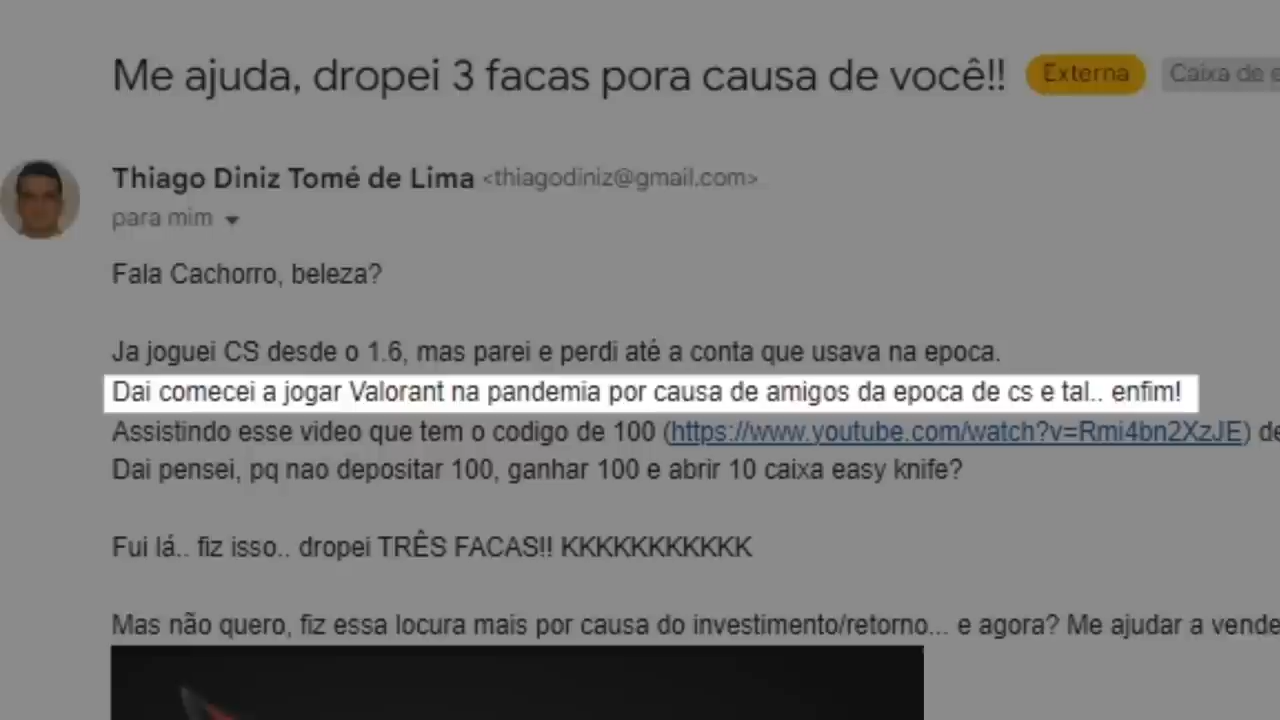 Me ajuda, dropei 3 facas pora causa de você!! Externa Caixa de
Thiago Diniz Tomé de Lima <thiagodiniz@gmail.com>
para mim
Fala Cachorro, beleza?
Ja joguei CS desde o 1.6, mas parei e perdi até a conta que usava na epoca.
Dai comecei a jogar Valorant na pandemia por causa de amigos da epoca de cs e tal.. enfim!
Assistindo esse video que tem o codigo de 100 (https://www.youtube.com/watch?v=Rmi4bn2XzJE)
Dai pensei, pq nao depositar 100, ganhar 100 e abrir 10 caixa easy knife?
Fui lá.. fiz isso.. dropei TRÊS FACAS!! KKKKKKKKKKK
Mas não quero, fiz essa locura mais por causa do investimento/retorno... e agora? Me ajudar a